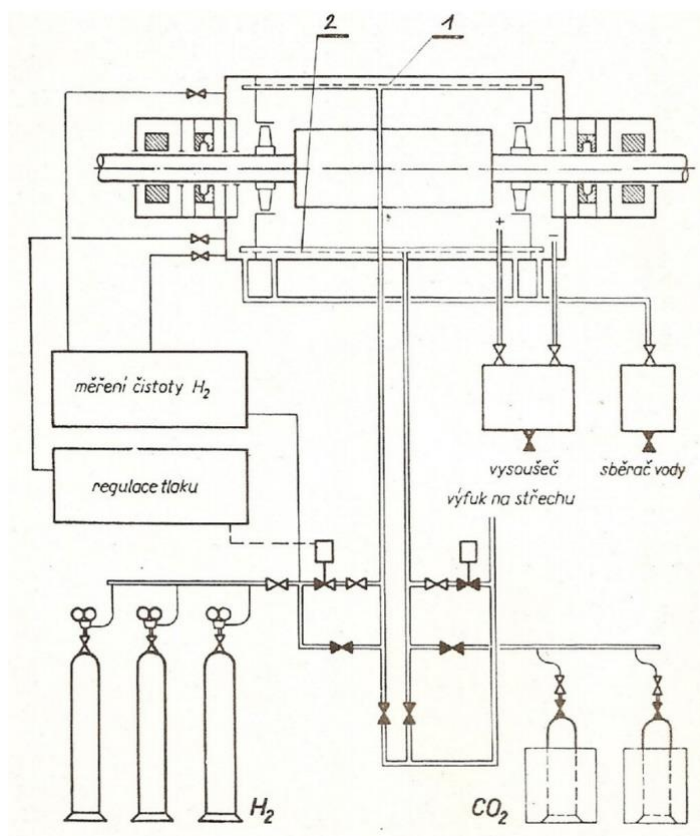 2
1
+
−
měření čistoty H₂
regulace tlaku
vysoušeč
sběrač vody
výfuk na střechu
H₂
CO₂